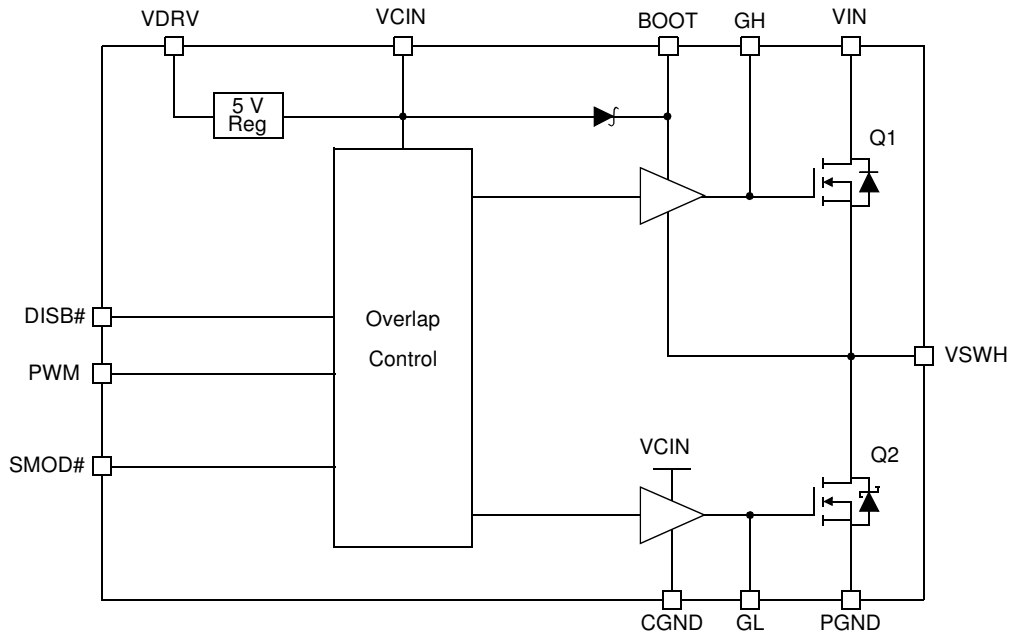 VDRV
VCIN
BOOT
GH
VIN
5 V
Reg
Q1
DISB#
Overlap
Control
PWM
VSWH
SMOD#
VCIN
Q2
CGND
GL
PGND